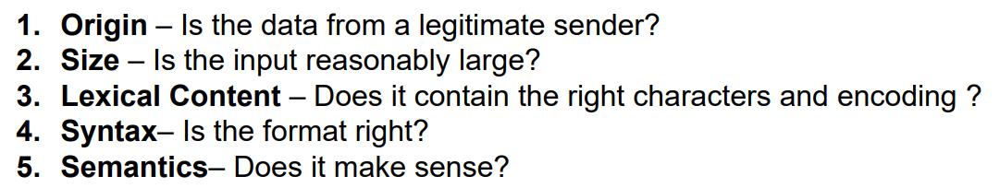 1. Origin – Is the data from a legitimate sender?
2. Size – Is the input reasonably large?
3. Lexical Content – Does it contain the right characters and encoding ?
4. Syntax– Is the format right?
5. Semantics– Does it make sense?